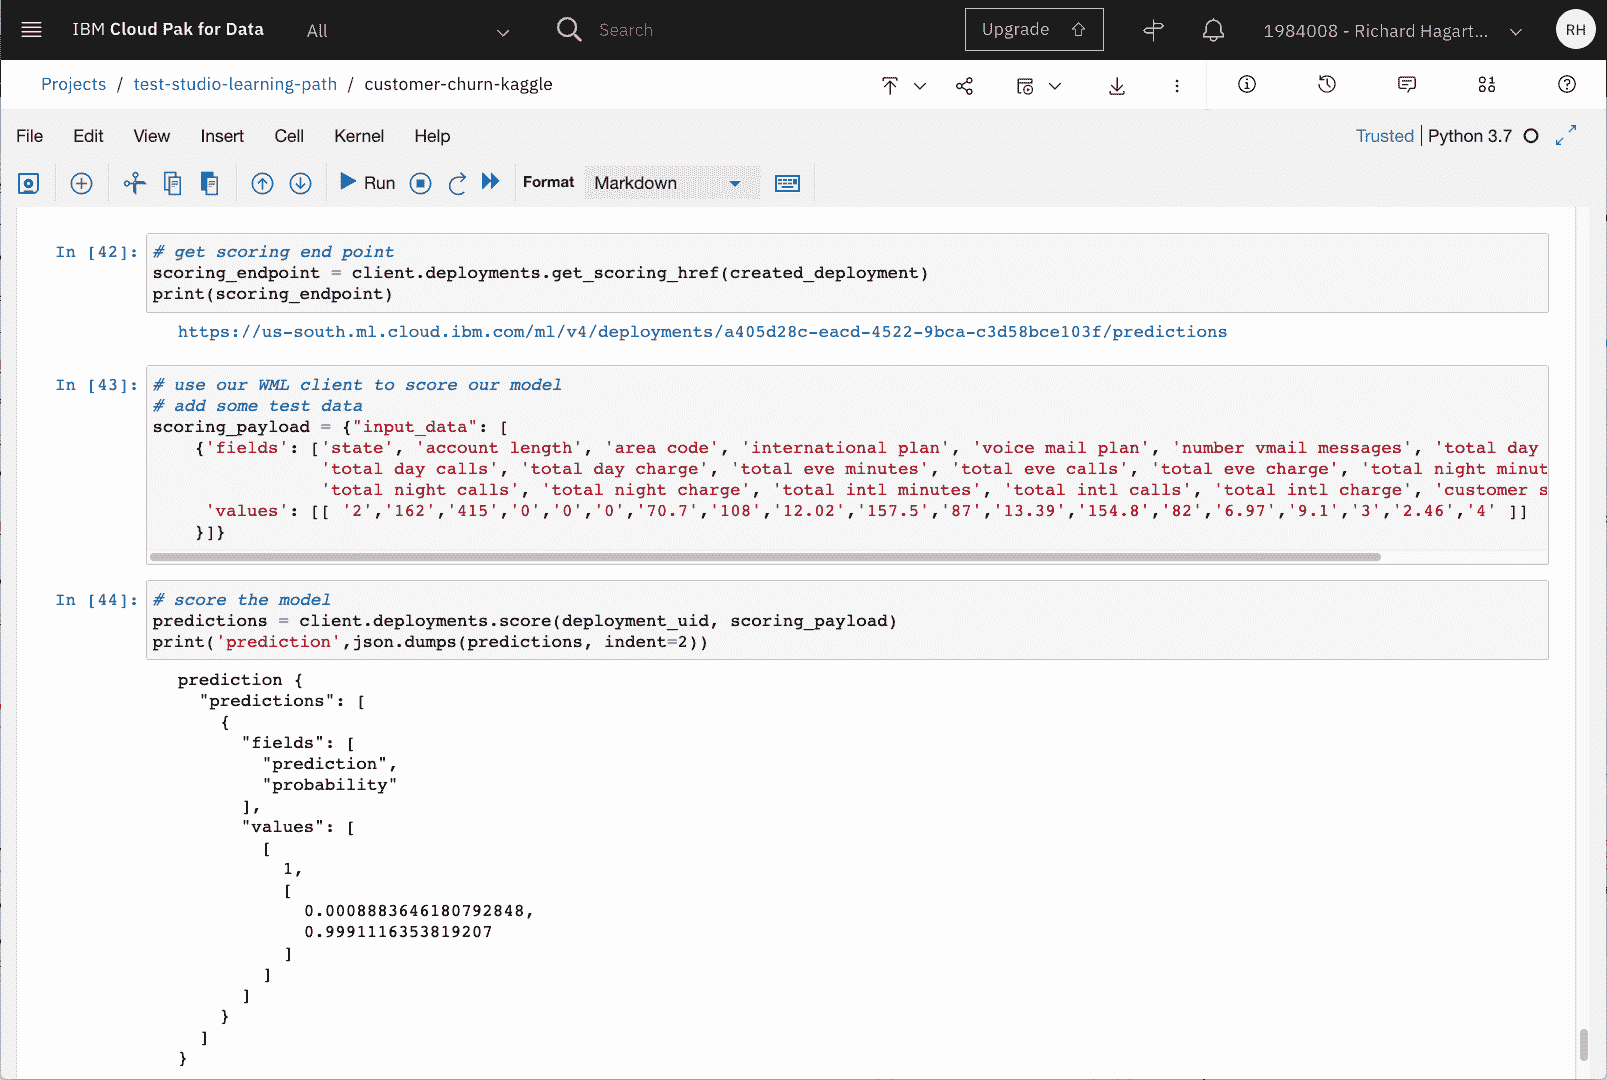 IBM Cloud Pak for Data All Search Upgrade 1984008 - Richard Hagart... RH
Projects / test-studio-learning-path / customer-churn-kaggle
File Edit View Insert Cell Kernel Help Trusted Python 3.7
Run Format Markdown
In [42]: # get scoring end point
scoring_endpoint = client.deployments.get_scoring_href(created_deployment)
print(scoring_endpoint)
https://us-south.ml.cloud.ibm.com/ml/v4/deployments/a405d28c-eacd-4522-9bca-c3d58bce103f/predictions
In [43]: # use our WML client to score our model
# add some test data
scoring_payload = {"input_data": [
{'fields': ['state', 'account length', 'area code', 'international plan', 'voice mail plan', 'number vmail messages', 'total day
'total day calls', 'total day charge', 'total eve minutes', 'total eve calls', 'total eve charge', 'total night minut
'total night calls', 'total night charge', 'total intl minutes', 'total intl calls', 'total intl charge', 'customer s
'values': [[ '2','162','415','0','0','0','70.7','108','12.02','157.5','87','13.39','154.8','82','6.97','9.1','3','2.46','4' ]]
}]}
In [44]: # score the model
predictions = client.deployments.score(deployment_uid, scoring_payload)
print('prediction',json.dumps(predictions, indent=2))
prediction {
"predictions": [
{
"fields": [
"prediction",
"probability"
],
"values": [
[
1,
[
0.0008883646180792848,
0.9991116353819207
]
]
]
}
]
}